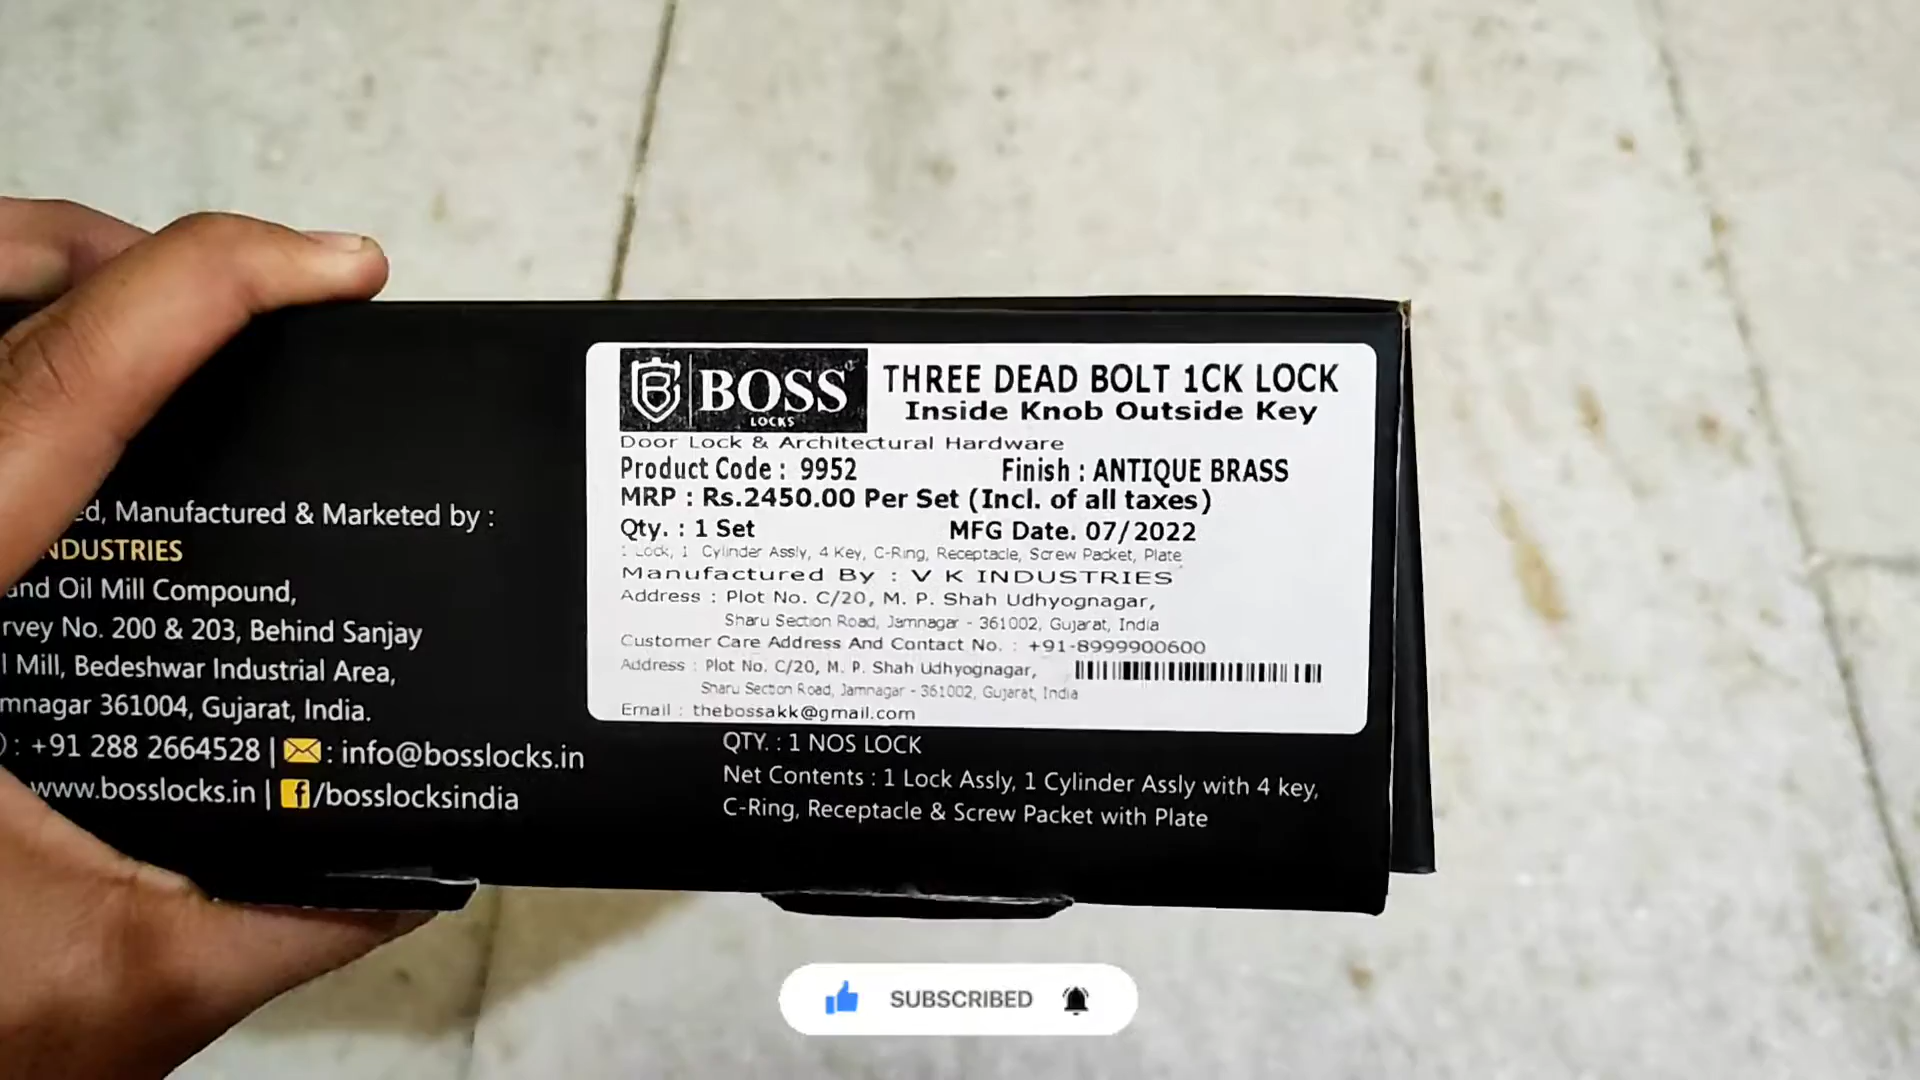 BOSS
LOCKS
THREE DEAD BOLT 1CK LOCK
Inside Knob Outside Key
Door Lock & Architectural Hardware
Product Code : 9952 Finish : ANTIQUE BRASS
MRP : Rs.2450.00 Per Set (Incl. of all taxes)
Qty. : 1 Set MFG Date. 07/2022
1 Lock, 1 Cylinder Assly, 4 Key, C-Ring, Receptacle, Screw Packet, Plate
Manufactured By : V K INDUSTRIES
Address : Plot No. C/20, M. P. Shah Udhyognagar,
Sharu Section Road, Jamnagar - 361002, Gujarat, India
Customer Care Address And Contact No. : +91-8999900600
Address : Plot No. C/20, M. P. Shah Udhyognagar,
Sharu Section Road, Jamnagar - 361002, Gujarat, India
Email : thebossakk@gmail.com
QTY. : 1 NOS LOCK
Net Contents : 1 Lock Assly, 1 Cylinder Assly with 4 key,
C-Ring, Receptacle & Screw Packet with Plate
Manufactured & Marketed by :
NDUSTRIES
and Oil Mill Compound,
rvey No. 200 & 203, Behind Sanjay
l Mill, Bedeshwar Industrial Area,
mnagar 361004, Gujarat, India.
: +91 288 2664528 | : info@bosslocks.in
www.bosslocks.in | f/bosslocksindia
SUBSCRIBED